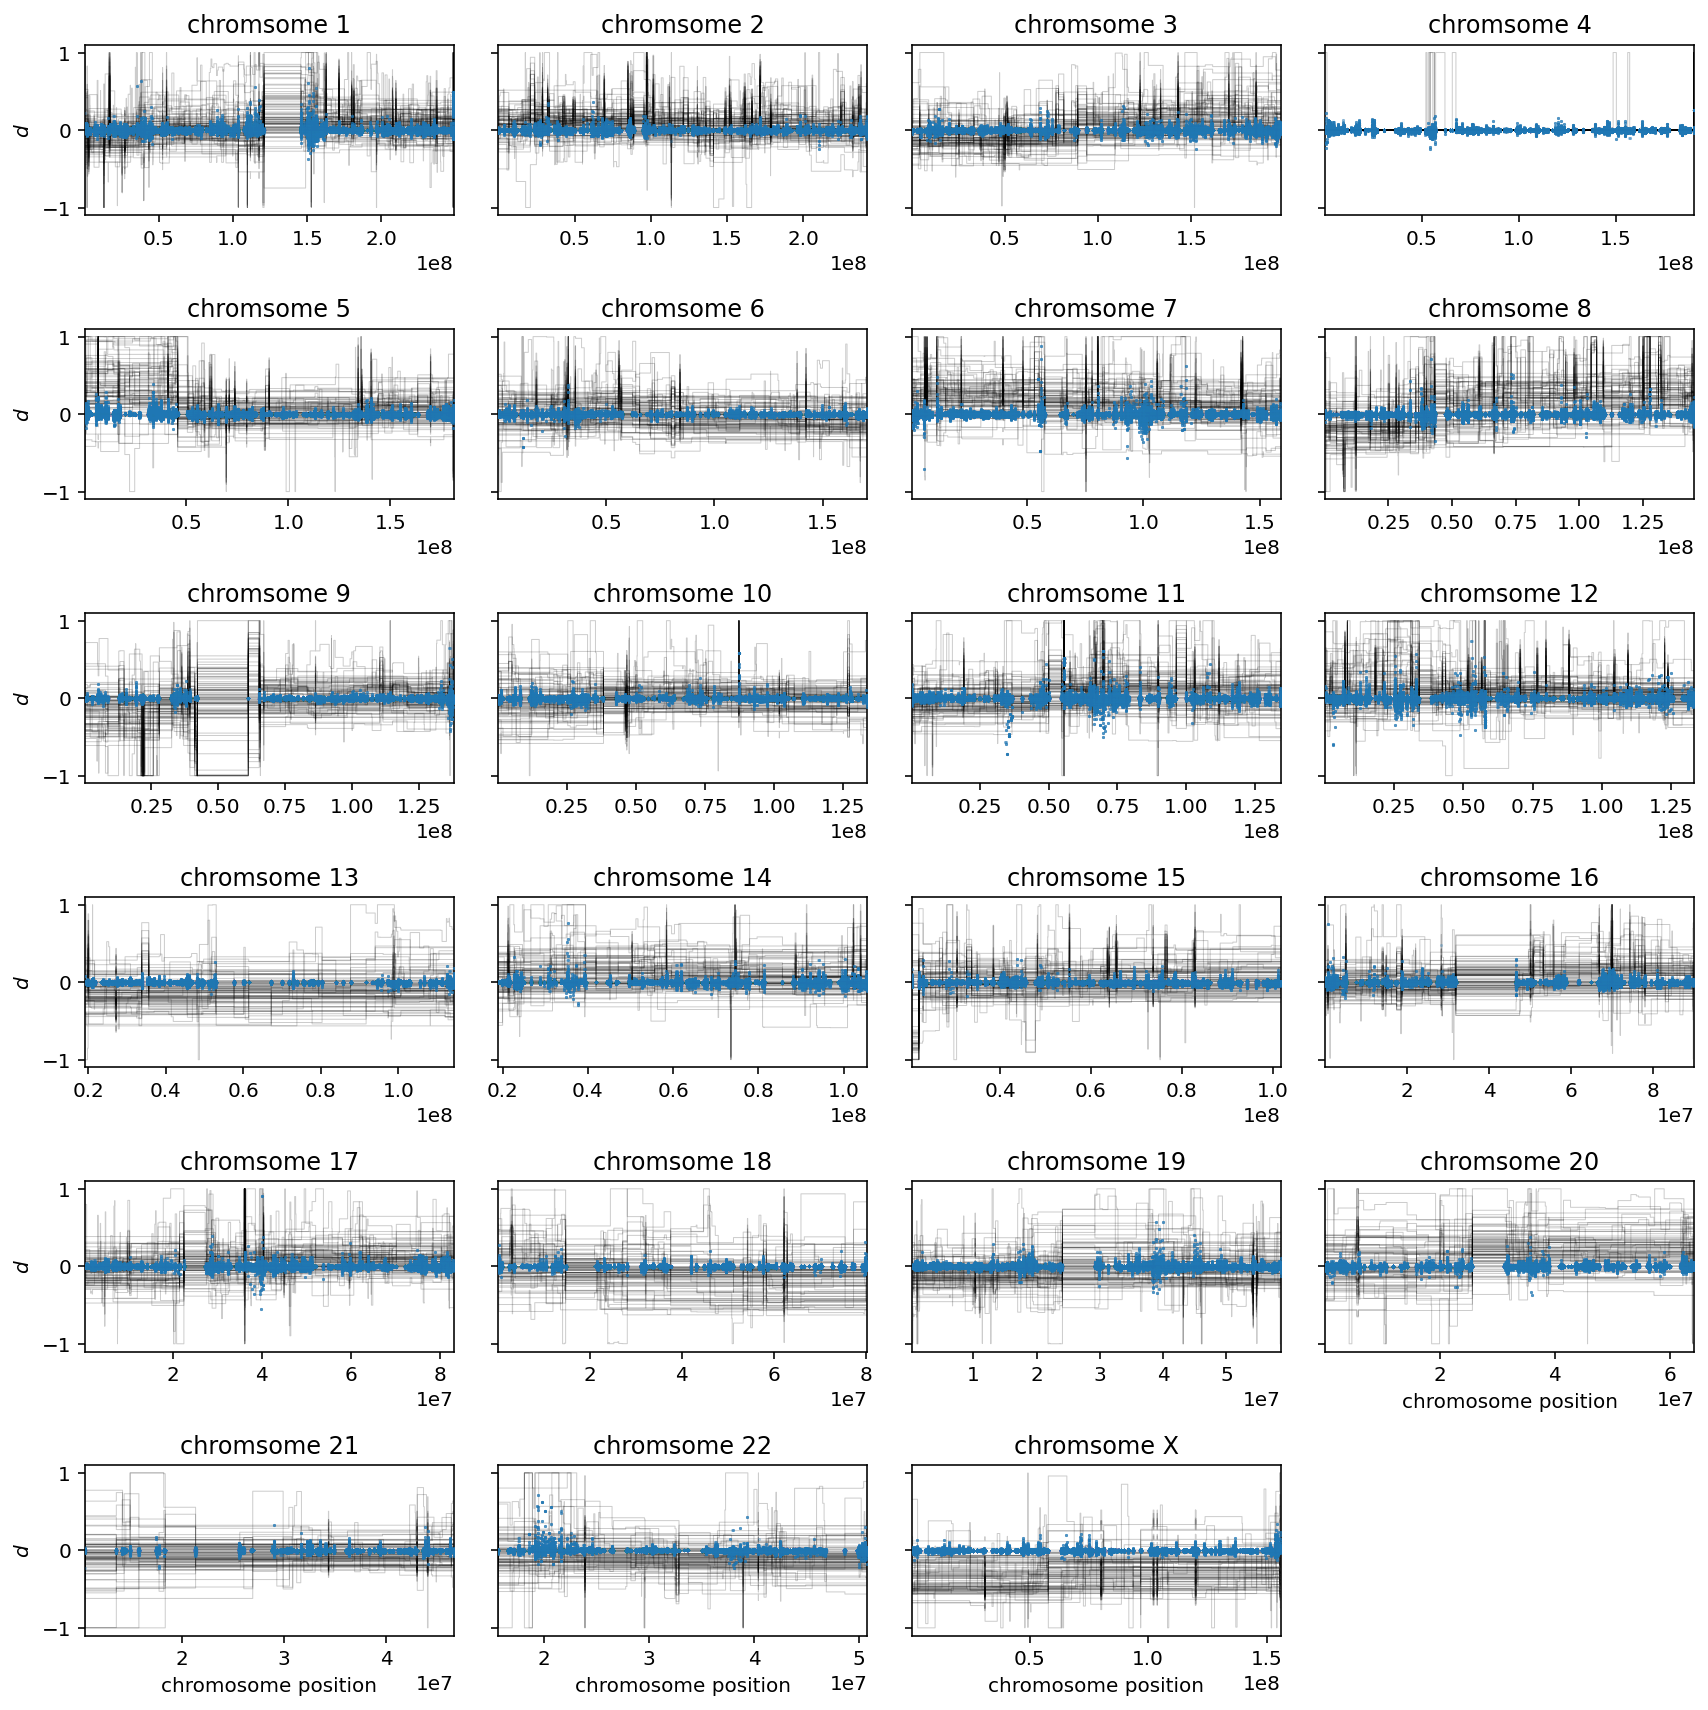 chromsome 1
chromsome 2
chromsome 3
chromsome 4
1
0
−1
d
0.5 1.0 1.5 2.0
1e8
0.5 1.0 1.5 2.0
1e8
0.5 1.0 1.5
1e8
0.5 1.0 1.5
1e8
chromsome 5
chromsome 6
chromsome 7
chromsome 8
1
0
−1
d
0.5 1.0 1.5
1e8
0.5 1.0 1.5
1e8
0.5 1.0 1.5
1e8
0.25 0.50 0.75 1.00 1.25
1e8
chromsome 9
chromsome 10
chromsome 11
chromsome 12
1
0
−1
d
0.25 0.50 0.75 1.00 1.25
1e8
0.25 0.50 0.75 1.00 1.25
1e8
0.25 0.50 0.75 1.00 1.25
1e8
0.25 0.50 0.75 1.00 1.25
1e8
chromsome 13
chromsome 14
chromsome 15
chromsome 16
1
0
−1
d
0.2 0.4 0.6 0.8 1.0
1e8
0.2 0.4 0.6 0.8 1.0
1e8
0.4 0.6 0.8 1.0
1e8
2 4 6 8
1e7
chromsome 17
chromsome 18
chromsome 19
chromsome 20
1
0
−1
d
2 4 6 8
1e7
2 4 6 8
1e7
1 2 3 4 5
1e7
2 4 6
chromosome position
1e7
chromsome 21
chromsome 22
chromsome X
1
0
−1
d
2 3 4
chromosome position
1e7
2 3 4 5
chromosome position
1e7
0.5 1.0 1.5
chromosome position
1e8